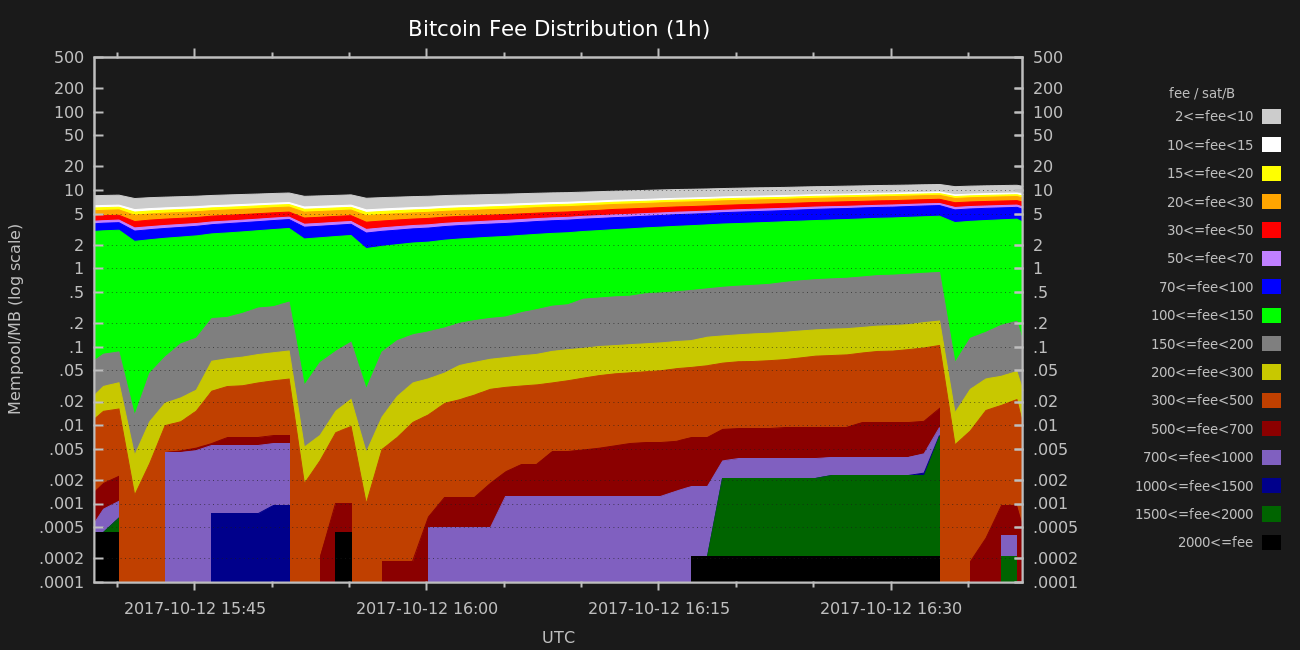 Bitcoin Fee Distribution (1h)
500
200
100
50
20
10
5
2
1
.5
.2
.1
.05
.02
.01
.005
.002
.001
.0005
.0002
.0001
Mempool/MB (log scale)
500
200
100
50
20
10
5
2
1
.5
.2
.1
.05
.02
.01
.005
.002
.001
.0005
.0002
.0001
2017-10-12 15:45
2017-10-12 16:00
2017-10-12 16:15
2017-10-12 16:30
UTC
fee / sat/B
2<=fee<10
10<=fee<15
15<=fee<20
20<=fee<30
30<=fee<50
50<=fee<70
70<=fee<100
100<=fee<150
150<=fee<200
200<=fee<300
300<=fee<500
500<=fee<700
700<=fee<1000
1000<=fee<1500
1500<=fee<2000
2000<=fee